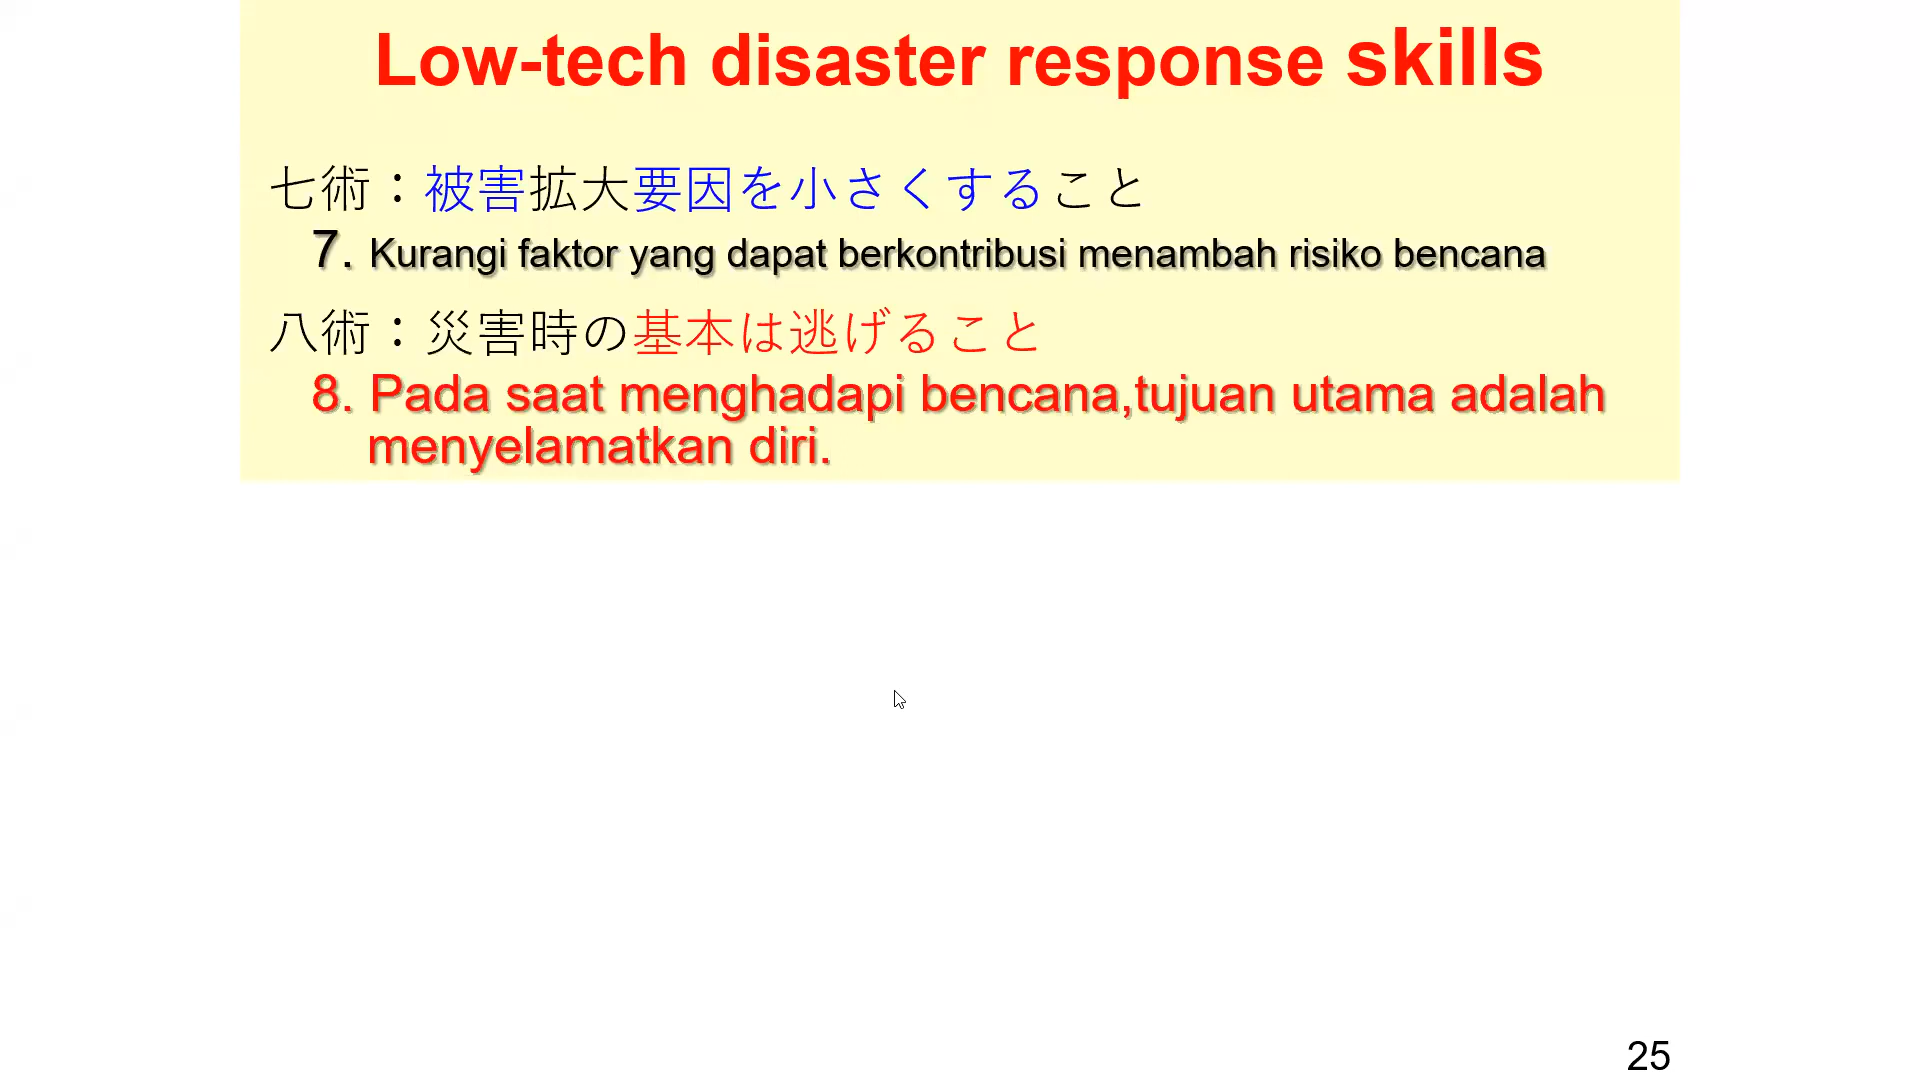 Low-tech disaster response skills
七術：被害拡大要因を小さくすること
7. Kurangi faktor yang dapat berkontribusi menambah risiko bencana
八術：災害時の基本は逃げること
8. Pada saat menghadapi bencana,tujuan utama adalah
menyelamatkan diri.
25